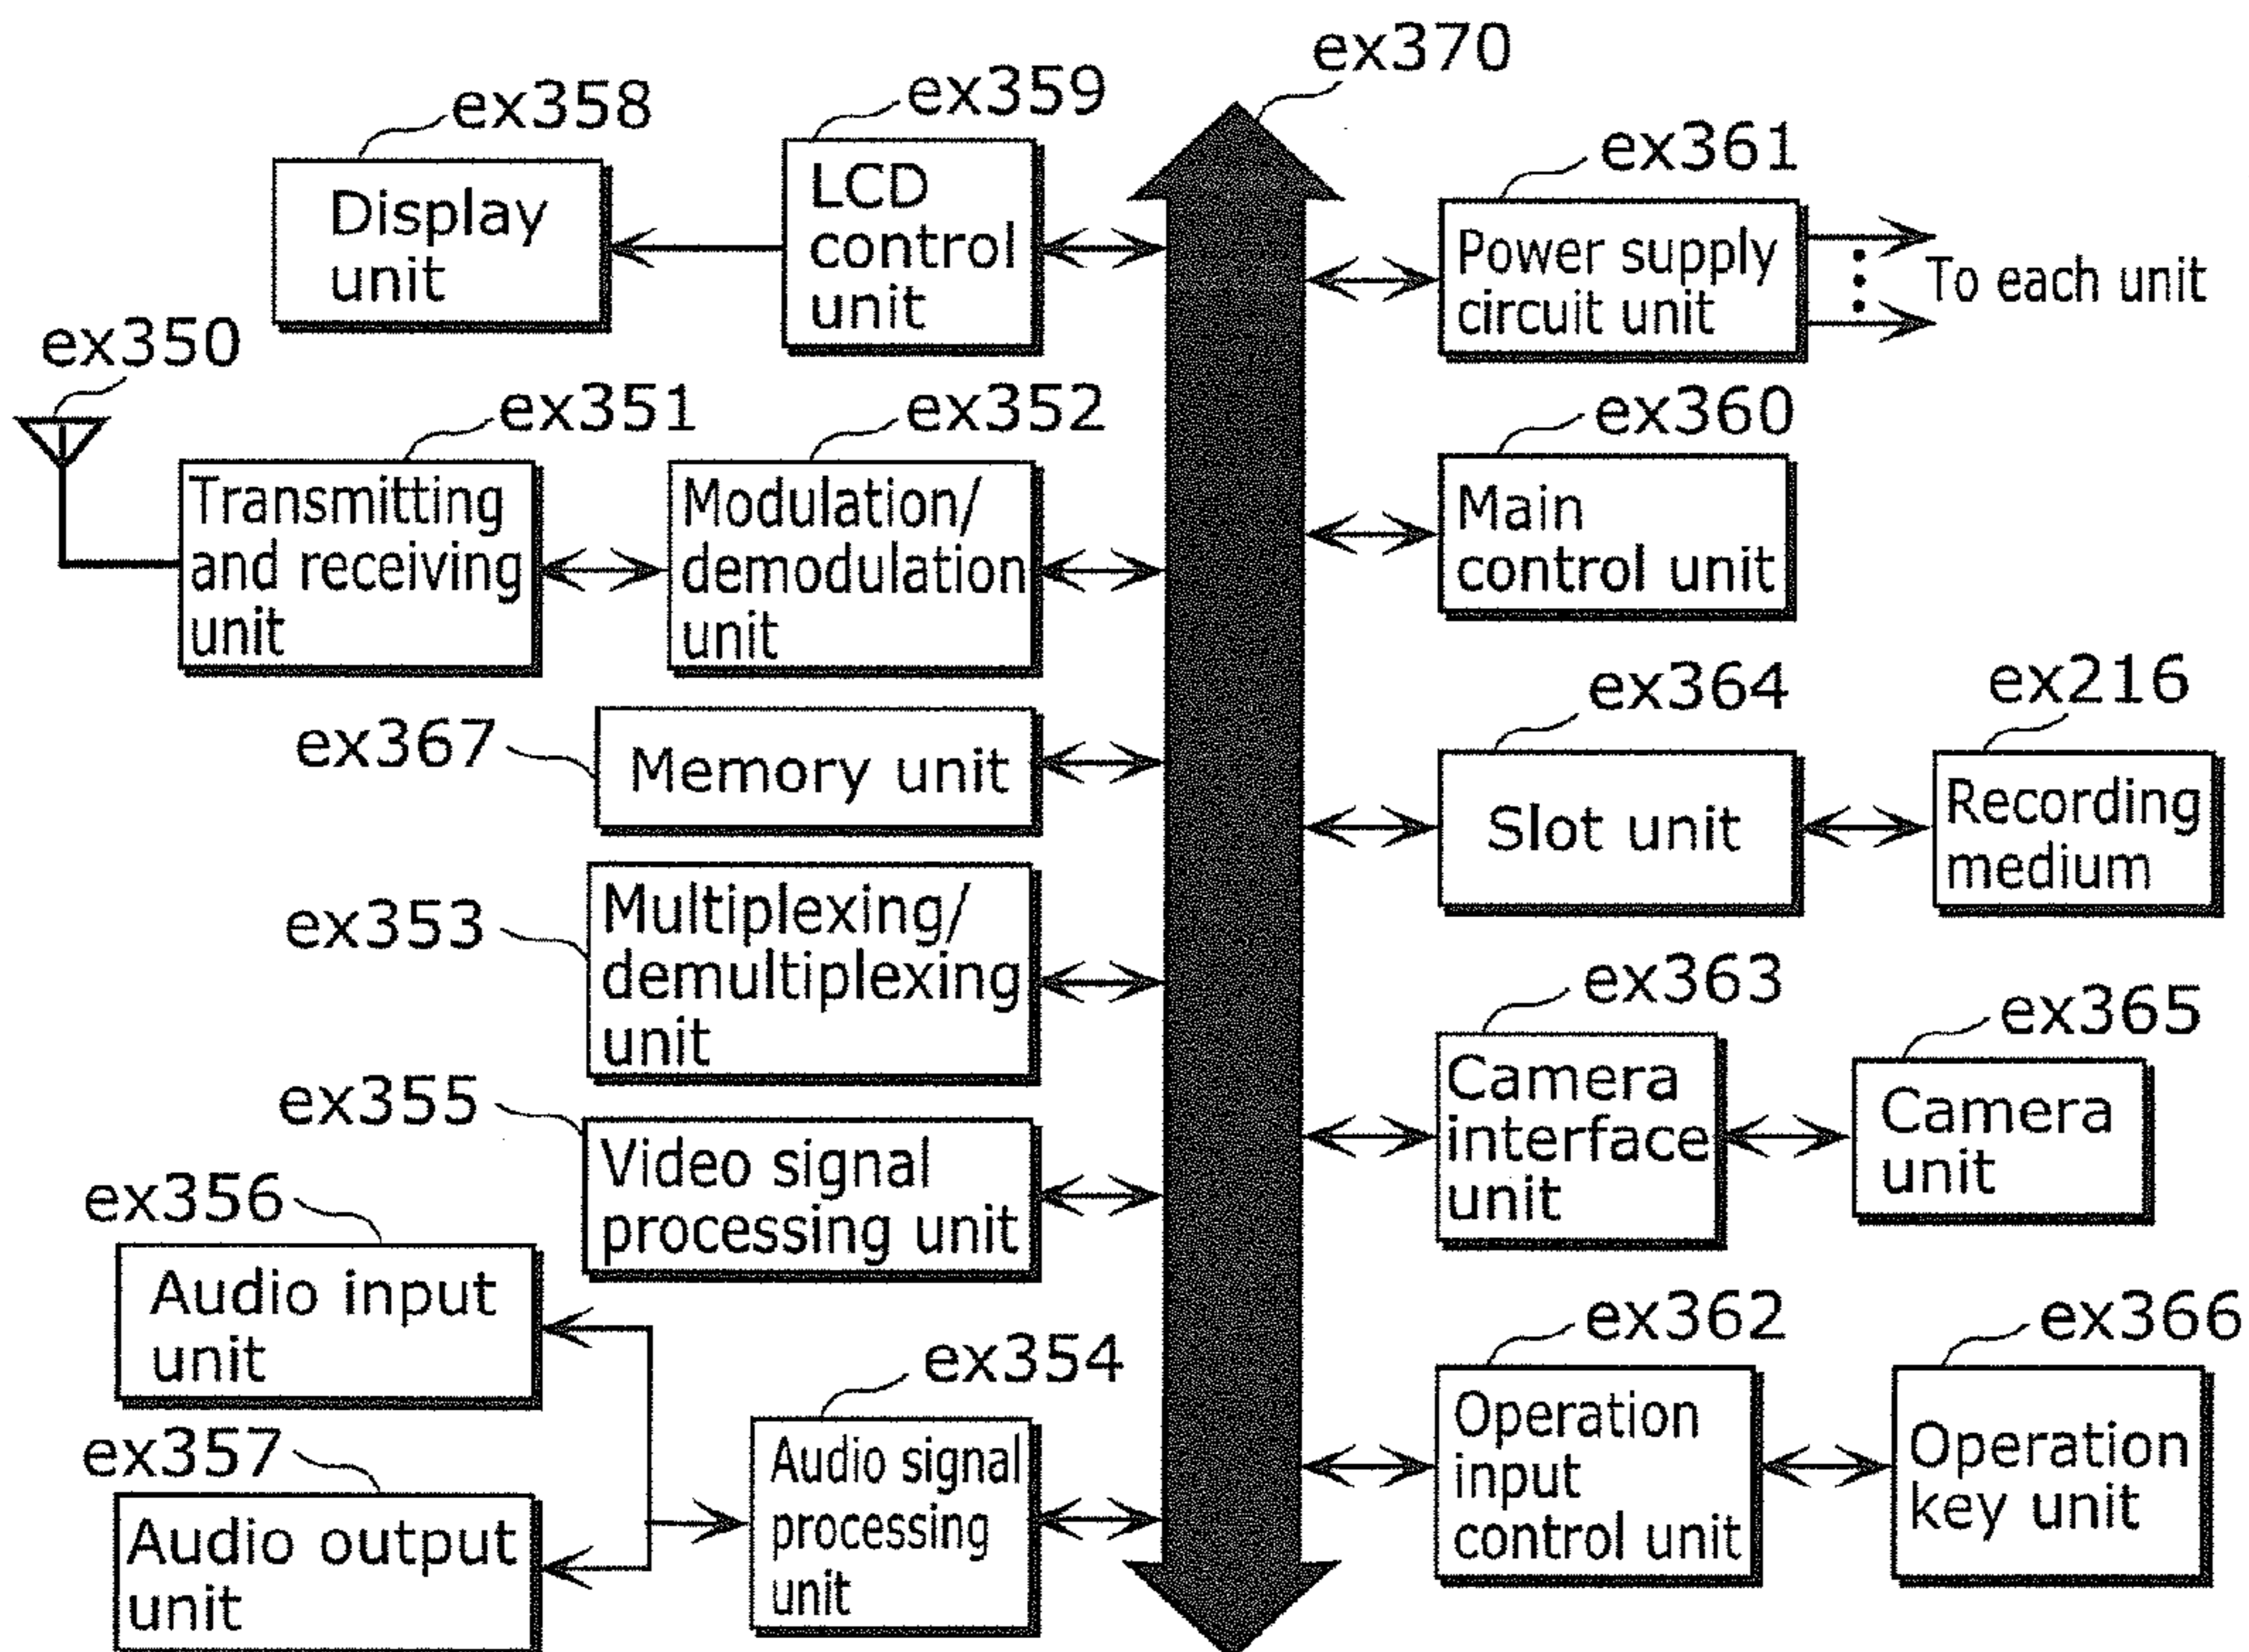 ex370
ex358
ex359
ex361
Display
unit
LCD
control
unit
Power supply
circuit unit
To each unit
ex350
ex351
ex352
ex360
Transmitting
and receiving
unit
Modulation/
demodulation
unit
Main
control unit
ex367
Memory unit
ex364
ex216
Slot unit
Recording
medium
ex353
Multiplexing/
demultiplexing
unit
ex363
ex365
Camera
interface
unit
Camera
unit
ex355
Video signal
processing unit
ex356
Audio input
unit
ex354
ex362
ex366
ex357
Audio output
unit
Audio signal
processing
unit
Operation
input
control unit
Operation
key unit